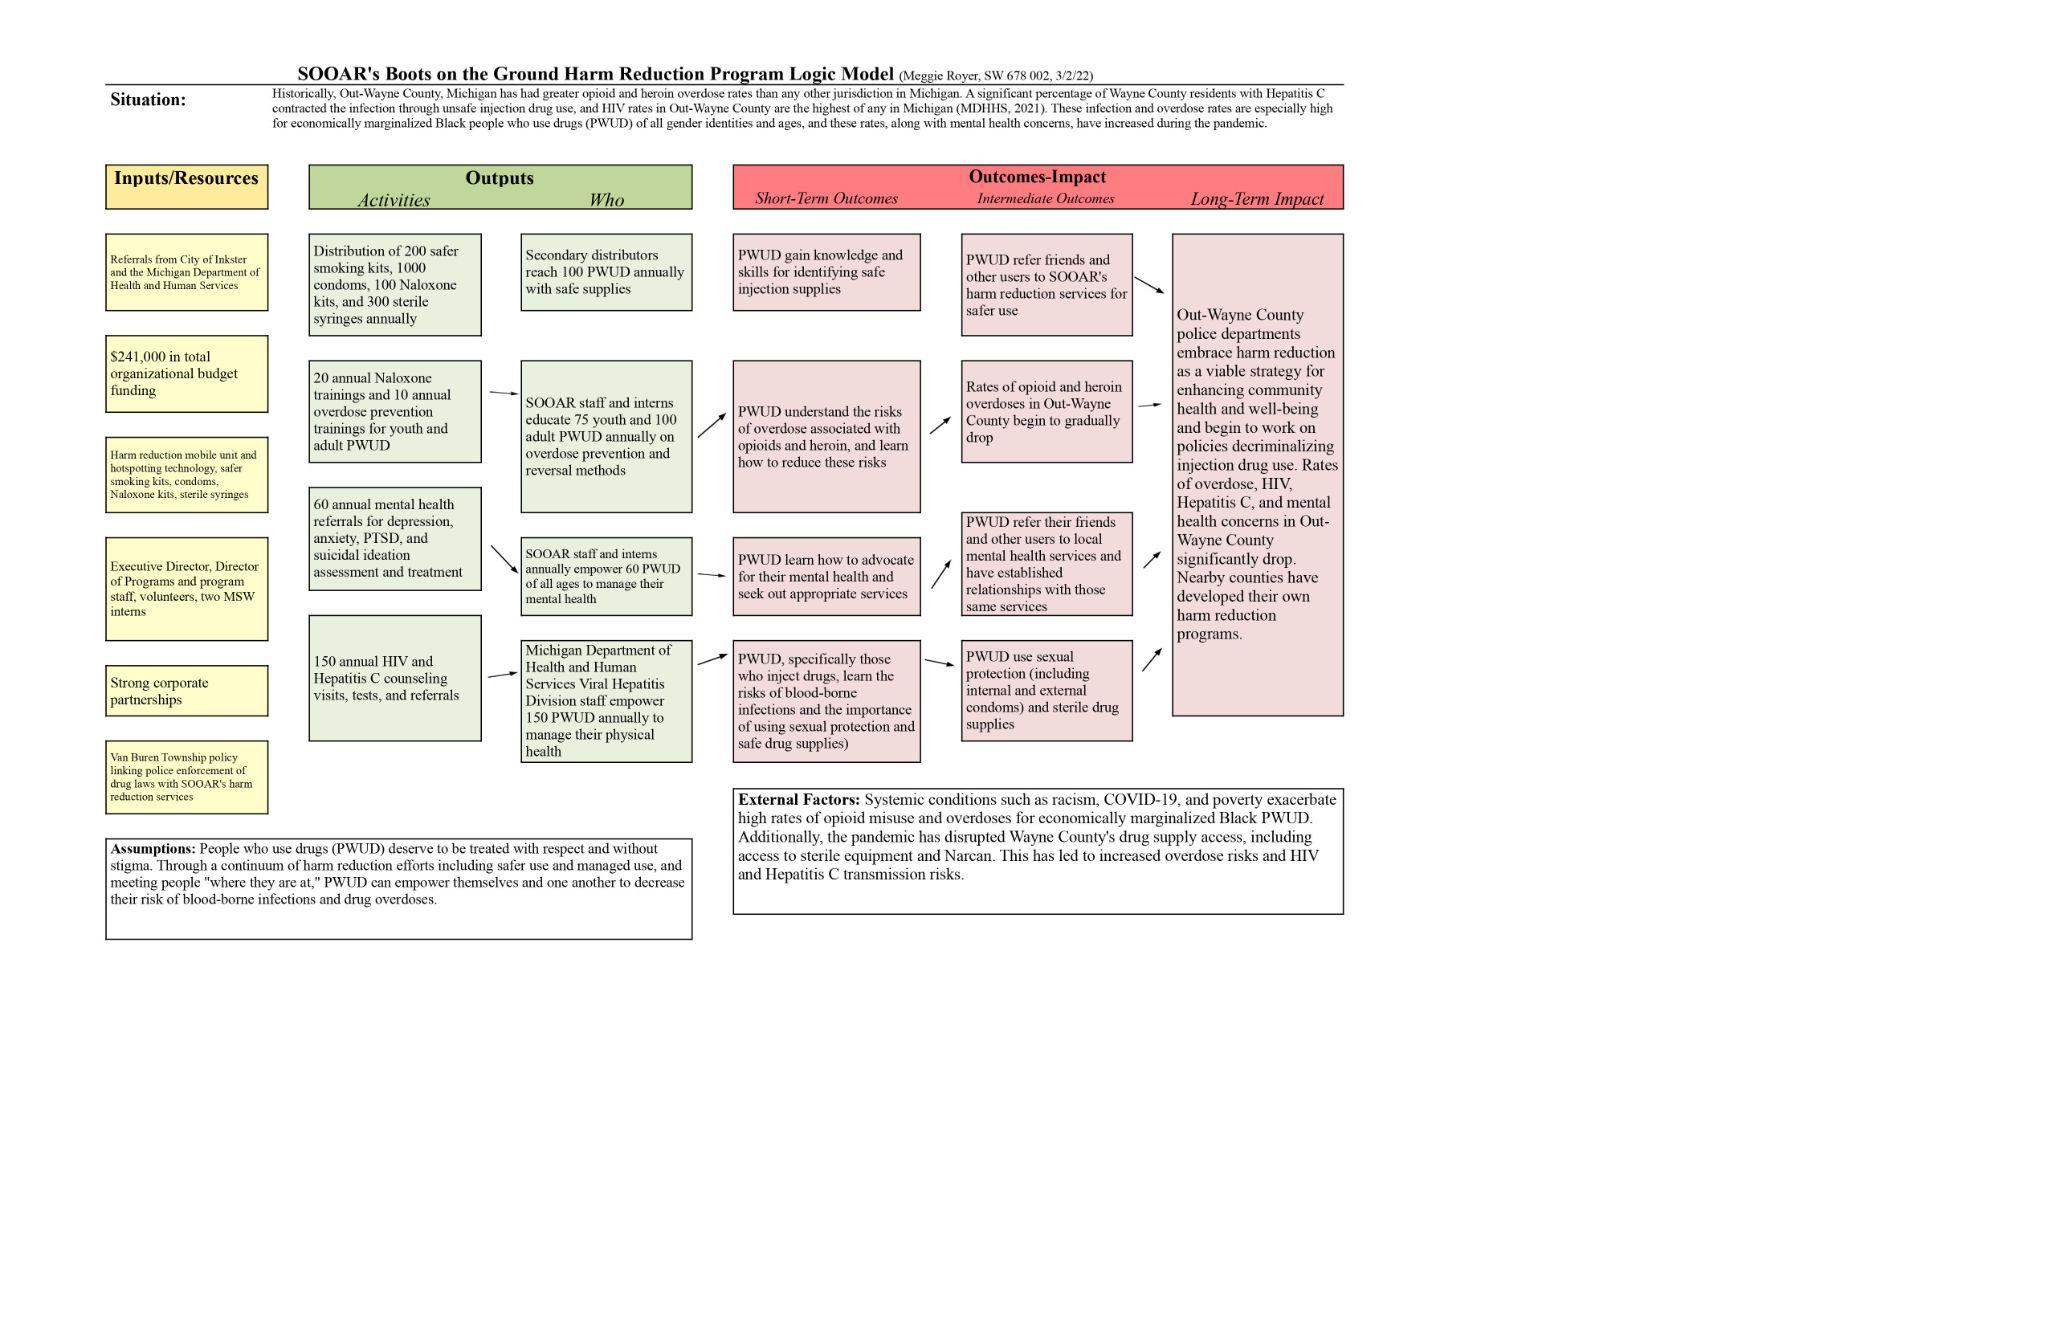 SOOAR's Boots on the Ground Harm Reduction Program Logic Model (Meggie Royer, SW 678 002, 3/2/22)
Situation:
Historically, Out-Wayne County, Michigan has had greater opioid and heroin overdose rates than any other jurisdiction in Michigan. A significant percentage of Wayne County residents with Hepatitis C
contracted the infection through unsafe injection drug use, and HIV rates in Out-Wayne County are the highest of any in Michigan (MDHHS, 2021). These infection and overdose rates are especially high
for economically marginalized Black people who use drugs (PWUD) of all gender identities and ages, and these rates, along with mental health concerns, have increased during the pandemic.
Inputs/Resources
Referrals from City of Inkster
and the Michigan Department of
Health and Human Services
$241,000 in total
organizational budget
funding
Harm reduction mobile unit and
hotspotting technology, safer
smoking kits, condoms,
Naloxone kits, sterile syringes
Executive Director, Director
of Programs and program
staff, volunteers, two MSW
interns
Strong corporate
partnerships
Van Buren Township policy
linking police enforcement of
drug laws with SOOAR's harm
reduction services
Outputs
Activities
Who
Distribution of 200 safer
smoking kits, 1000
condoms, 100 Naloxone
kits, and 300 sterile
syringes annually
20 annual Naloxone
trainings and 10 annual
overdose prevention
trainings for youth and
adult PWUD
60 annual mental health
referrals for depression,
anxiety, PTSD, and
suicidal ideation
assessment and treatment
150 annual HIV and
Hepatitis C counseling
visits, tests, and referrals
Secondary distributors
reach 100 PWUD annually
with safe supplies
SOOAR staff and interns
educate 75 youth and 100
adult PWUD annually on
overdose prevention and
reversal methods
SOOAR staff and interns
annually empower 60 PWUD
of all ages to manage their
mental health
Michigan Department of
Health and Human
Services Viral Hepatitis
Division staff empower
150 PWUD annually to
manage their physical
health
Outcomes-Impact
Short-Term Outcomes
Intermediate Outcomes
Long-Term Impact
PWUD gain knowledge and
skills for identifying safe
injection supplies
PWUD understand the risks
of overdose associated with
opioids and heroin, and learn
how to reduce these risks
PWUD learn how to advocate
for their mental health and
seek out appropriate services
PWUD, specifically those
who inject drugs, learn the
risks of blood-borne
infections and the importance
of using sexual protection and
safe drug supplies)
PWUD refer friends and
other users to SOOAR's
harm reduction services for
safer use
Rates of opioid and heroin
overdoses in Out-Wayne
County begin to gradually
drop
PWUD refer their friends
and other users to local
mental health services and
have established
relationships with those
same services
PWUD use sexual
protection (including
internal and external
condoms) and sterile drug
supplies
Out-Wayne County
police departments
embrace harm reduction
as a viable strategy for
enhancing community
health and well-being
and begin to work on
policies decriminalizing
injection drug use. Rates
of overdose, HIV,
Hepatitis C, and mental
health concerns in Out-
Wayne County
significantly drop.
Nearby counties have
developed their own
harm reduction
programs.
Assumptions: People who use drugs (PWUD) deserve to be treated with respect and without
stigma. Through a continuum of harm reduction efforts including safer use and managed use, and
meeting people "where they are at," PWUD can empower themselves and one another to decrease
their risk of blood-borne infections and drug overdoses.
External Factors: Systemic conditions such as racism, COVID-19, and poverty exacerbate
high rates of opioid misuse and overdoses for economically marginalized Black PWUD.
Additionally, the pandemic has disrupted Wayne County's drug supply access, including
access to sterile equipment and Narcan. This has led to increased overdose risks and HIV
and Hepatitis C transmission risks.